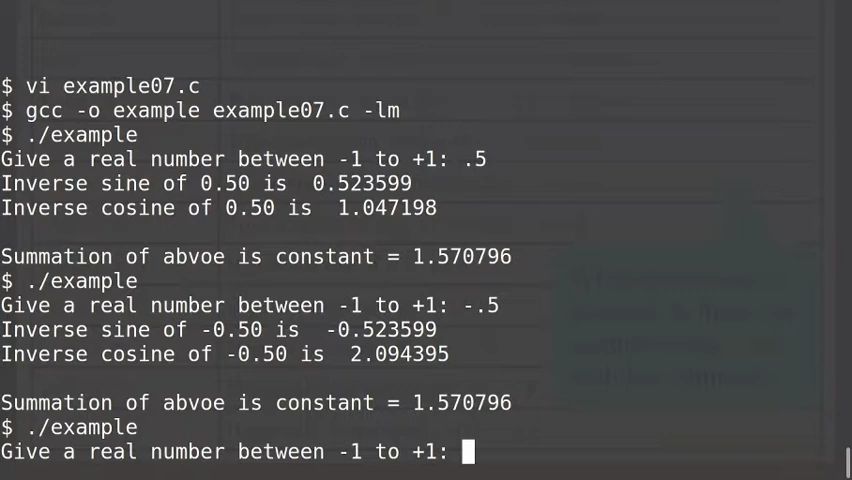 $ vi example07.c
$ gcc -o example example07.c -lm
$ ./example
Give a real number between -1 to +1: .5
Inverse sine of 0.50 is  0.523599
Inverse cosine of 0.50 is  1.047198
Summation of abvoe is constant = 1.570796
$ ./example
Give a real number between -1 to +1: -.5
Inverse sine of -0.50 is  -0.523599
Inverse cosine of -0.50 is  2.094395
Summation of abvoe is constant = 1.570796
$ ./example
Give a real number between -1 to +1: